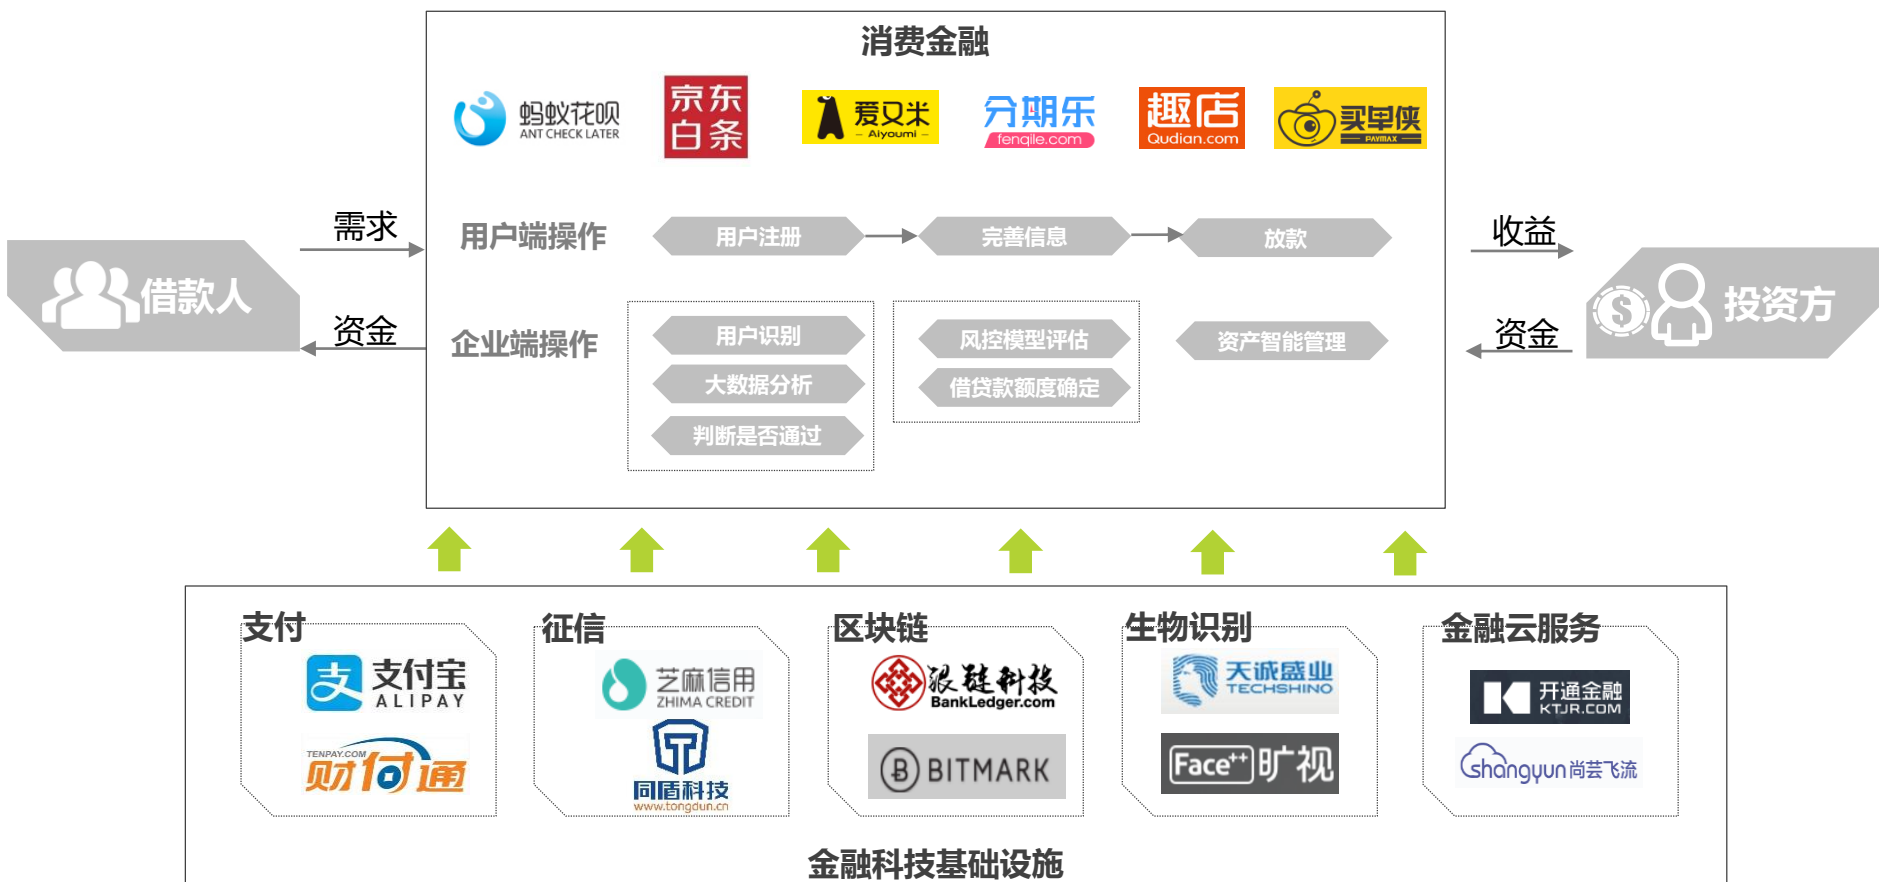 消费金融
蚂蚁花呗
ANT CHECK LATER
京东
白条
爱又米
– Aiyoumi –
分期乐
fenqile.com
趣店
Qudian.com
买单侠
PAYMAX
需求
用户端操作
用户注册
完善信息
放款
收益
借款人
投资方
资金
企业端操作
用户识别
风控模型评估
资产智能管理
资金
大数据分析
借贷款额度确定
判断是否通过
支付
征信
区块链
生物识别
金融云服务
支
支付宝
ALIPAY
芝麻信用
ZHIMA CREDIT
银链科技
BankLedger.com
天诚盛业
TECHSHINO
开通金融
KTJR.COM
TENPAY.COM
财付通
同盾科技
www.tongdun.cn
BITMARK
Face++旷视
shangyun尚芸飞流
金融科技基础设施